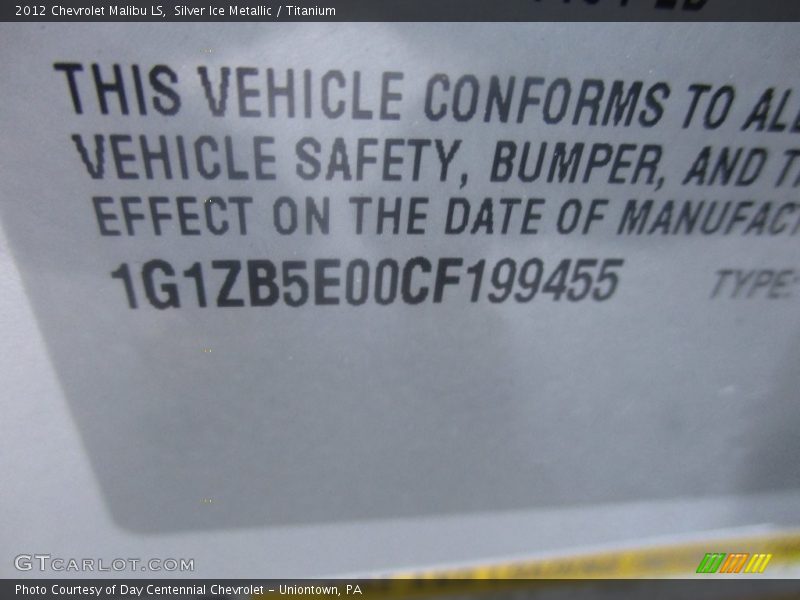 2012 Chevrolet Malibu LS, Silver Ice Metallic / Titanium
THIS VEHICLE CONFORMS TO
VEHICLE SAFETY, BUMPER, AND
EFFECT ON THE DATE OF
1G1ZB5E00CF199455 TYPE:
GTCARLOT.COM
Photo Courtesy of Day Centennial Chevrolet - Uniontown, PA